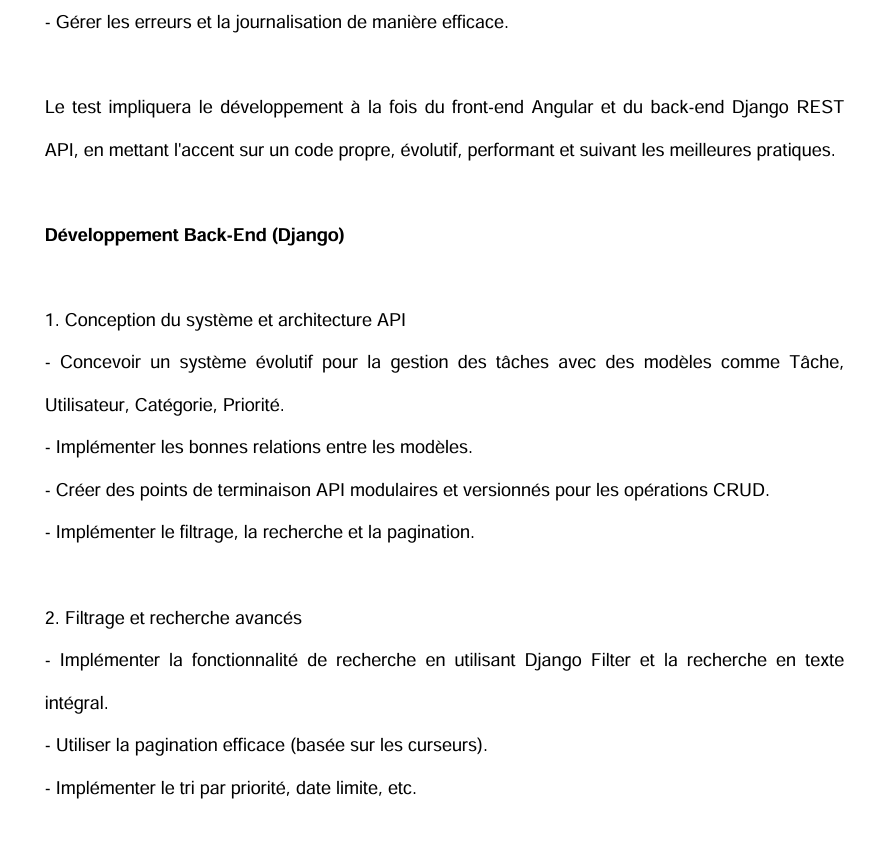 - Gérer les erreurs et la journalisation de manière efficace.
Le test impliquera le développement à la fois du front-end Angular et du back-end Django REST
API, en mettant l'accent sur un code propre, évolutif, performant et suivant les meilleures pratiques.
Développement Back-End (Django)
1. Conception du système et architecture API
- Concevoir un système évolutif pour la gestion des tâches avec des modèles comme Tâche,
Utilisateur, Catégorie, Priorité.
- Implémenter les bonnes relations entre les modèles.
- Créer des points de terminaison API modulaires et versionnés pour les opérations CRUD.
- Implémenter le filtrage, la recherche et la pagination.
2. Filtrage et recherche avancés
- Implémenter la fonctionnalité de recherche en utilisant Django Filter et la recherche en texte
intégral.
- Utiliser la pagination efficace (basée sur les curseurs).
- Implémenter le tri par priorité, date limite, etc.